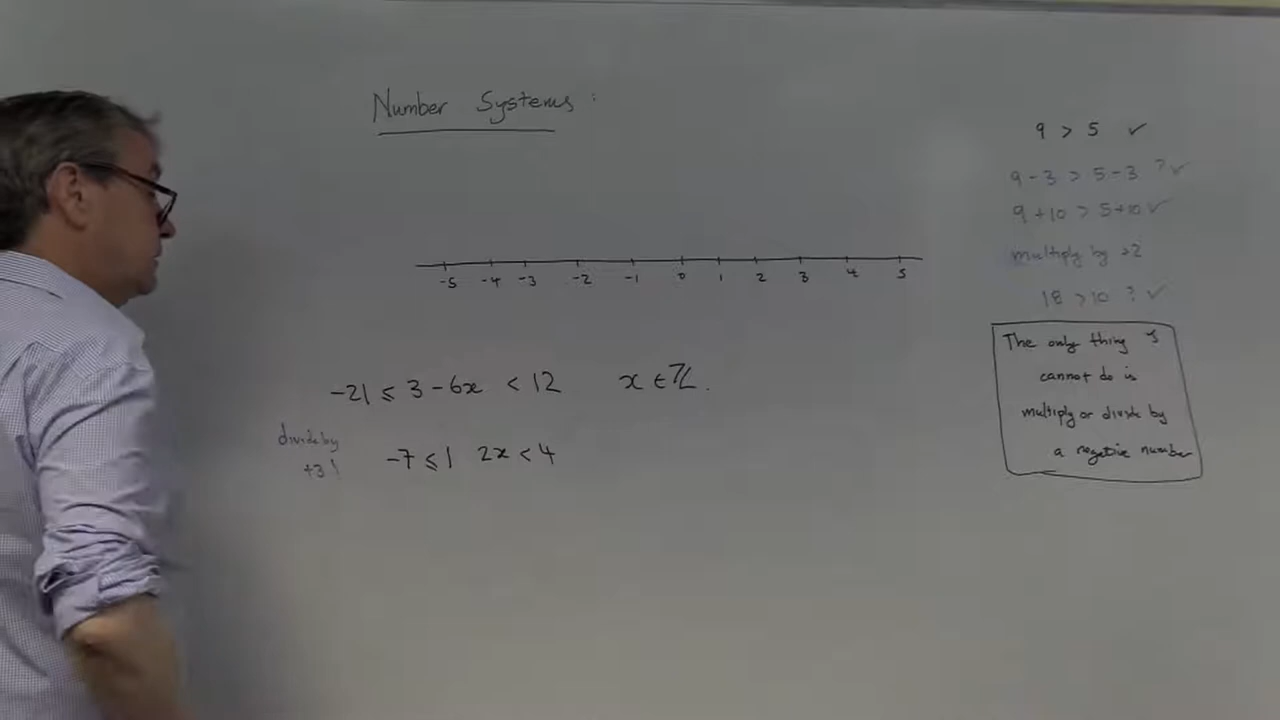 Number Systems :
9 > 5 ✓
9 - 3 > 5 - 3 ? ✓
9 + 10 > 5 + 10 ✓
multiply by +2
18 > 10 ? ✓
-5 -4 -3 -2 -1 0 1 2 3 4 5
The only thing
cannot do is
multiply or divide by
a negative number
-21 ≤ 3 - 6x < 12 x ∈ ℤ.
divide by
+3!
-7 ≤ 1 2x < 4